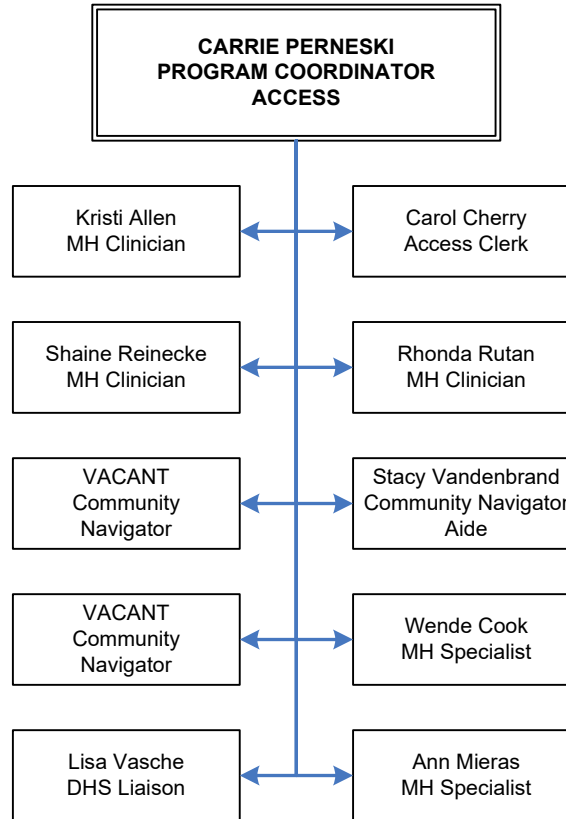 CARRIE PERNESKI
PROGRAM COORDINATOR
ACCESS
Kristi Allen
MH Clinician
Carol Cherry
Access Clerk
Shaine Reinecke
MH Clinician
Rhonda Rutan
MH Clinician
VACANT
Community
Navigator
Stacy Vandenbrand
Community Navigator
Aide
VACANT
Community
Navigator
Wende Cook
MH Specialist
Lisa Vasche
DHS Liaison
Ann Mieras
MH Specialist